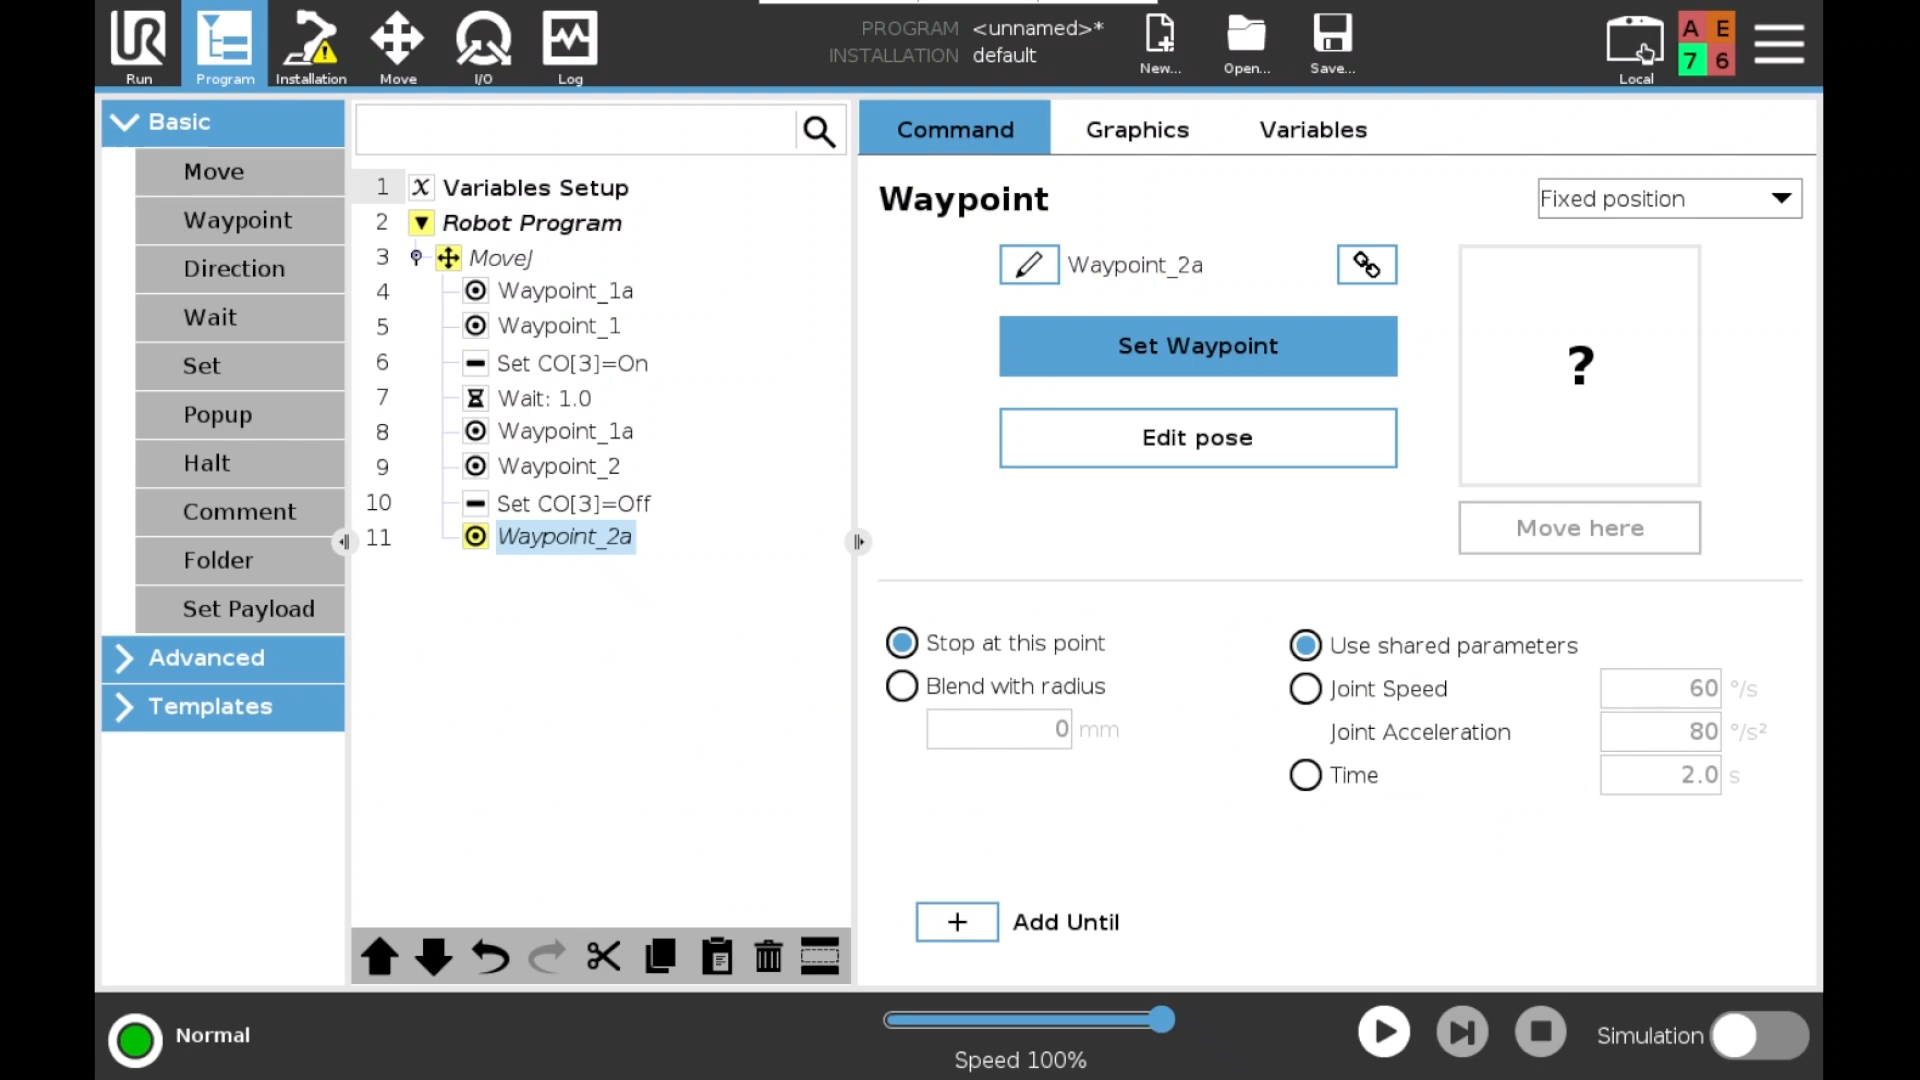 PROGRAM <unnamed>*
INSTALLATION default
UR
Run
Program
Installation
Move
I/O
Log
New...
Open...
Save...
Local
A E
7 6
Basic
Move
Waypoint
Direction
Wait
Set
Popup
Halt
Comment
Folder
Set Payload
Advanced
Templates
1 X Variables Setup
2 Robot Program
3 MoveJ
4 Waypoint_1a
5 Waypoint_1
6 Set CO[3]=On
7 Wait: 1.0
8 Waypoint_1a
9 Waypoint_2
10 Set CO[3]=Off
11 Waypoint_2a
Command
Graphics
Variables
Waypoint
Fixed position
Waypoint_2a
Set Waypoint
Edit pose
?
Move here
Stop at this point
Blend with radius
0 mm
Use shared parameters
Joint Speed 60 °/s
Joint Acceleration 80 °/s²
Time 2.0 s
+ Add Until
Normal
Speed 100%
Simulation